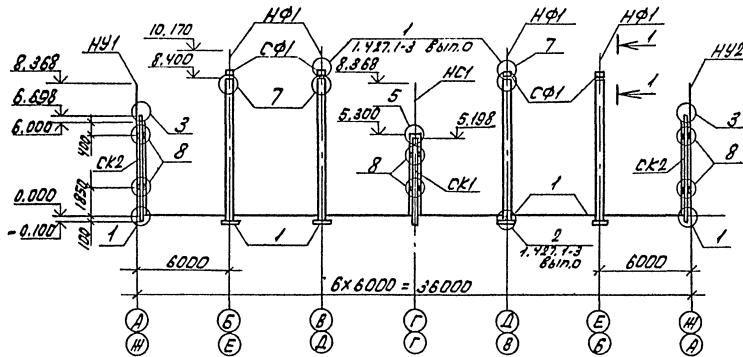 НУ1
НФ1
СФ1
10.170
8.400
8.368
6.698
6.000
400
СК2
3
8
1850
0.000
-0.100
100
1
7
1
1
1.427.1-3 вып.0
8.368
НС1
5
5.300
5.198
8
СК1
НФ1
7
СФ1
НФ1
1
1
НУ2
3
8
СК2
1
1
2
1.427.1-3
вып.0
6000
6000
6×6000 = 36000
А Б В Г Д Е Ж
Ж Е Д Г В Б А